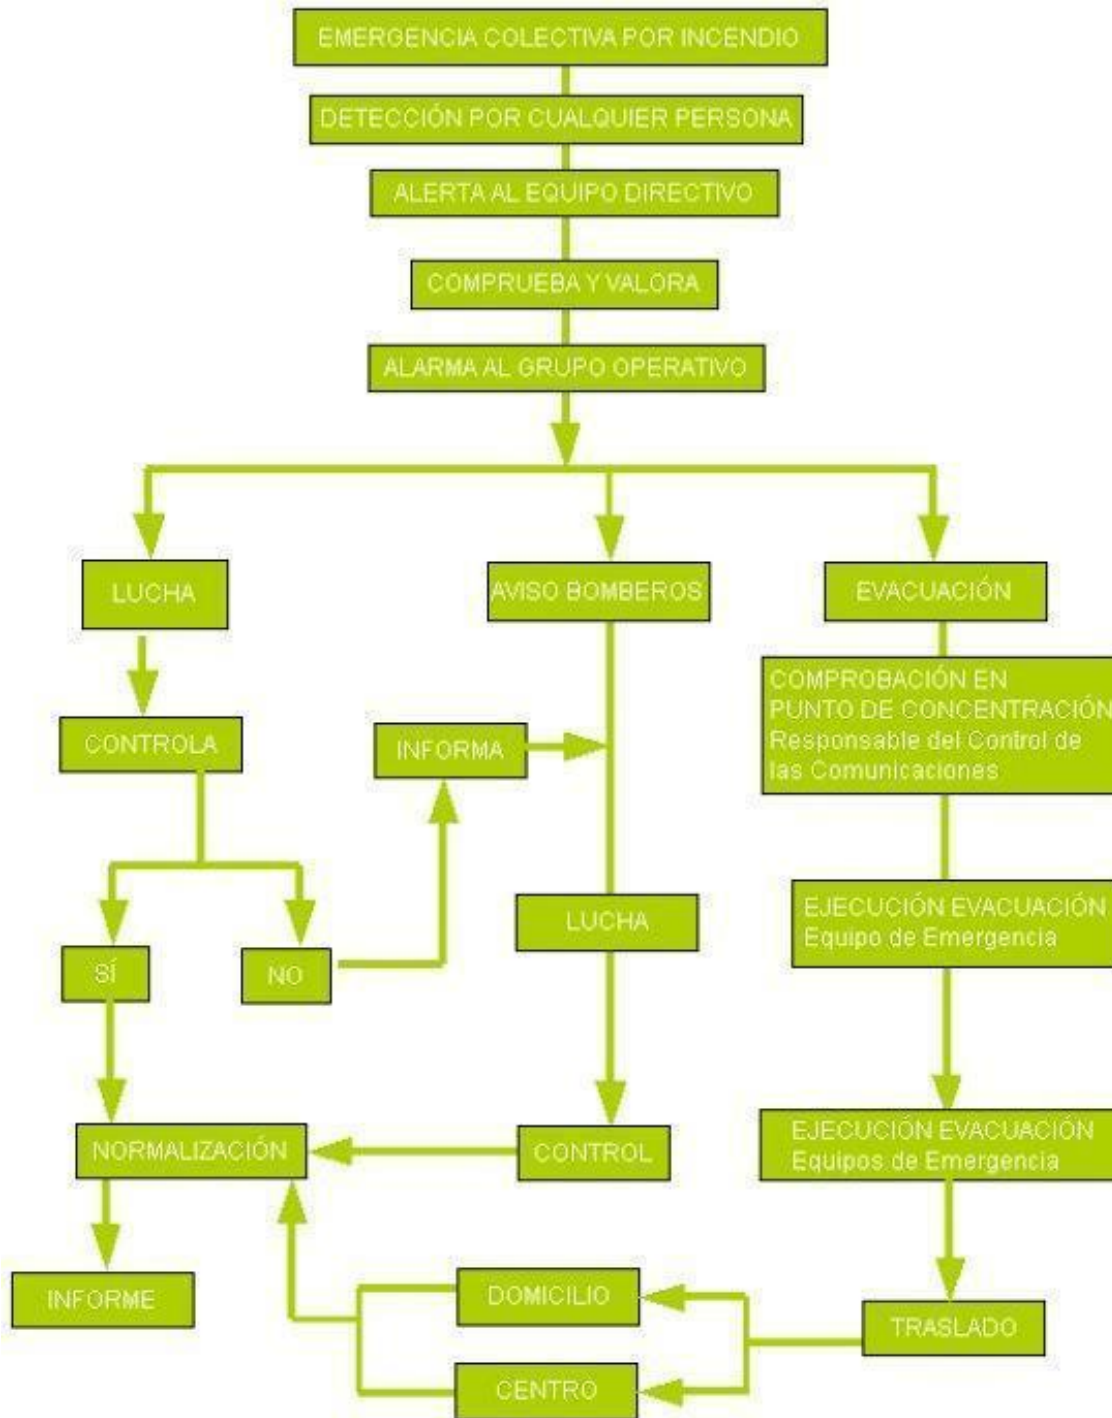 EMERGENCIA COLECTIVA POR INCENDIO
DETECCIÓN POR CUALQUIER PERSONA
ALERTA AL EQUIPO DIRECTIVO
COMPRUEBA Y VALORA
ALARMA AL GRUPO OPERATIVO
LUCHA
AVISO BOMBEROS
EVACUACIÓN
COMPROBACIÓN EN
PUNTO DE CONCENTRACIÓN
Responsable del Control de
las Comunicaciones
CONTROLA
INFORMA
LUCHA
EJECUCIÓN EVACUACIÓN
Equipo de Emergencia
SÍ
NO
NORMALIZACIÓN
CONTROL
EJECUCIÓN EVACUACIÓN
Equipos de Emergencia
INFORME
DOMICILIO
TRASLADO
CENTRO